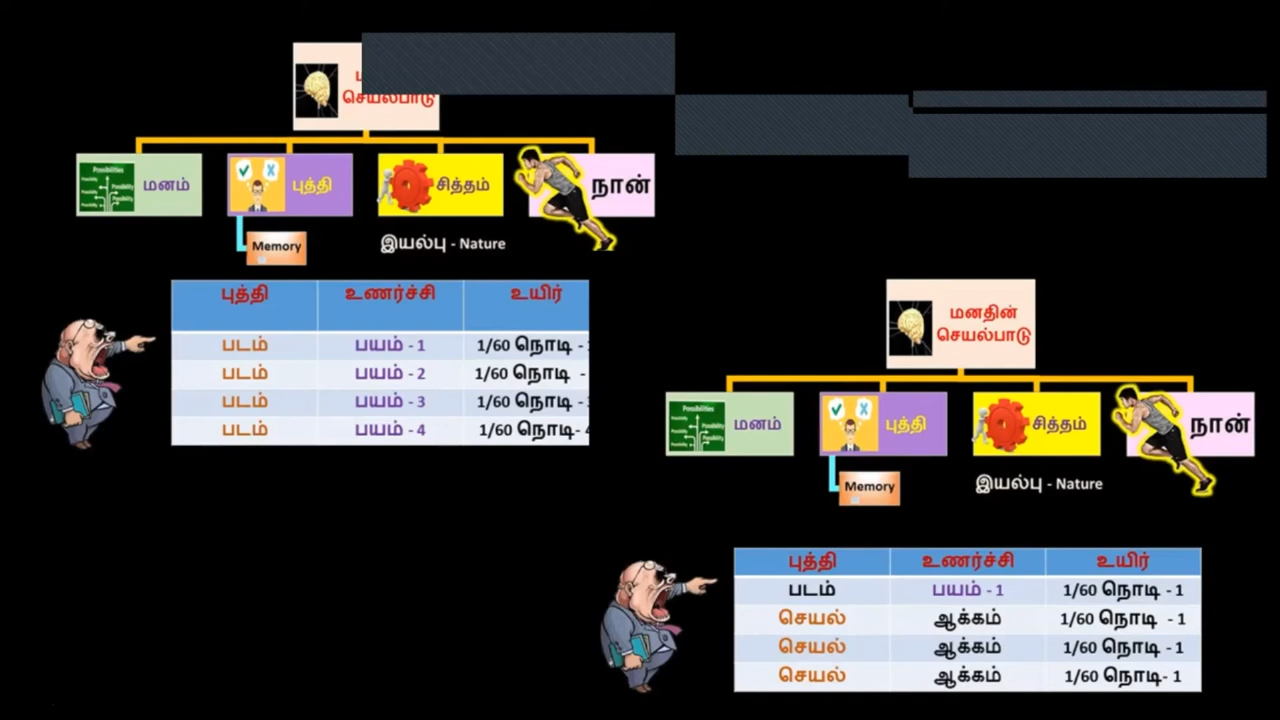 செயல்பாடு
Possibilities
மனம்
புத்தி
சித்தம்
நான்
Memory
இயல்பு - Nature
புத்தி உணர்ச்சி உயிர்
படம் பயம் - 1 1/60 நொடி -
படம் பயம் - 2 1/60 நொடி -
படம் பயம் - 3 1/60 நொடி -
படம் பயம் - 4 1/60 நொடி-
மனதின்
செயல்பாடு
Possibilities
மனம்
புத்தி
சித்தம்
நான்
Memory
இயல்பு - Nature
புத்தி உணர்ச்சி உயிர்
படம் பயம் - 1 1/60 நொடி - 1
செயல் ஆக்கம் 1/60 நொடி - 1
செயல் ஆக்கம் 1/60 நொடி - 1
செயல் ஆக்கம் 1/60 நொடி- 1